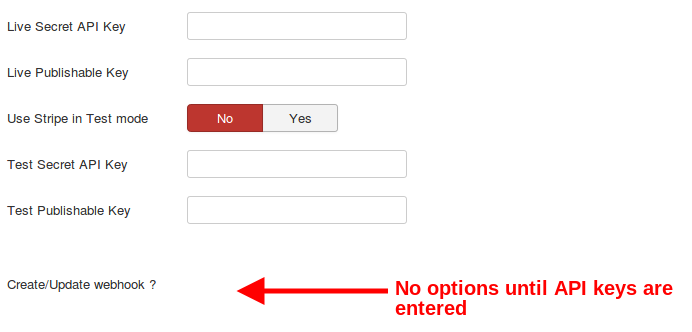 Live Secret API Key
Live Publishable Key
Use Stripe in Test mode
No Yes
Test Secret API Key
Test Publishable Key
Create/Update webhook ?
No options until API keys are
entered